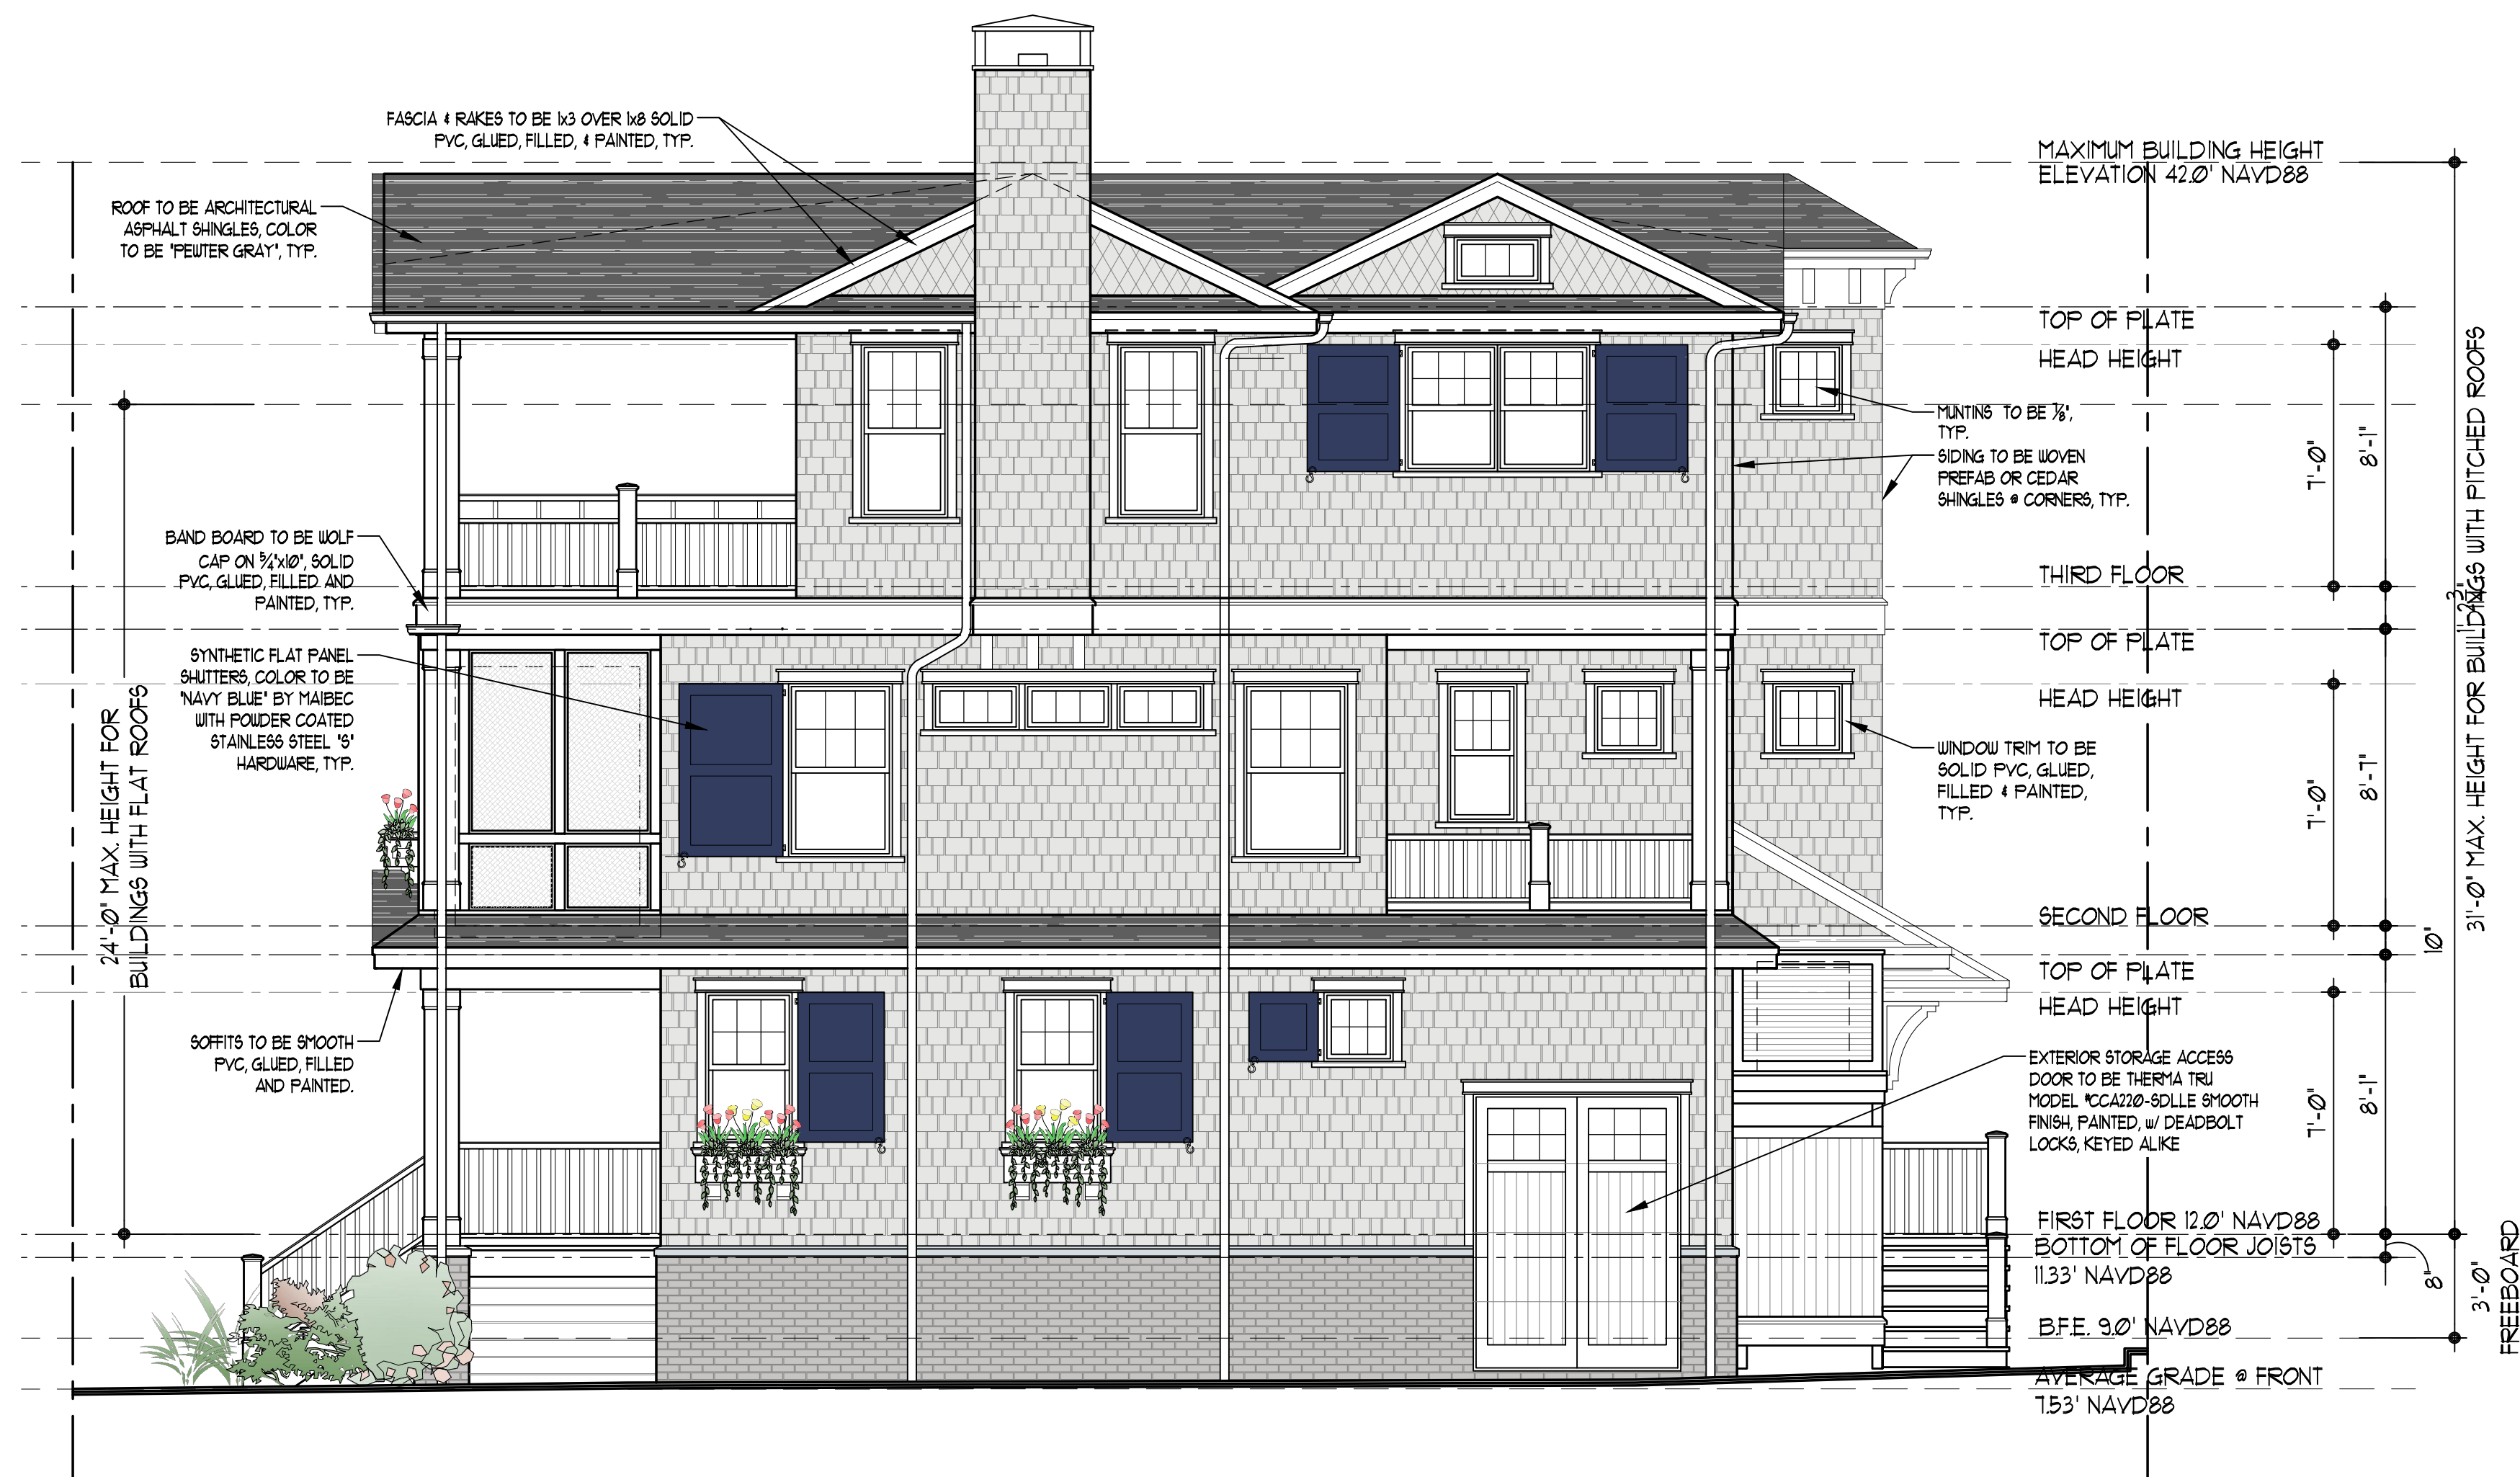 FASCIA & RAKES TO BE 1x3 OVER 1x8 SOLID
PVC, GLUED, FILLED, & PAINTED, TYP.
ROOF TO BE ARCHITECTURAL
ASPHALT SHINGLES, COLOR
TO BE "PEWTER GRAY", TYP.
BAND BOARD TO BE WOLF
CAP ON 5/4"x10", SOLID
PVC, GLUED, FILLED AND
PAINTED, TYP.
SYNTHETIC FLAT PANEL
SHUTTERS, COLOR TO BE
"NAVY BLUE" BY MAIBEC
WITH POWDER COATED
STAINLESS STEEL "S"
HARDWARE, TYP.
24'-0" MAX. HEIGHT FOR
BUILDINGS WITH FLAT ROOFS
SOFFITS TO BE SMOOTH
PVC, GLUED, FILLED
AND PAINTED.
MAXIMUM BUILDING HEIGHT
ELEVATION 42.0' NAVD88
TOP OF PLATE
HEAD HEIGHT
MUNTINS TO BE 7/8",
TYP.
SIDING TO BE WOVEN
PREFAB OR CEDAR
SHINGLES @ CORNERS, TYP.
THIRD FLOOR
TOP OF PLATE
HEAD HEIGHT
WINDOW TRIM TO BE
SOLID PVC, GLUED,
FILLED & PAINTED,
TYP.
SECOND FLOOR
TOP OF PLATE
HEAD HEIGHT
EXTERIOR STORAGE ACCESS
DOOR TO BE THERMA TRU
MODEL #CCA220-SDLLE SMOOTH
FINISH, PAINTED, w/ DEADBOLT
LOCKS, KEYED ALIKE
FIRST FLOOR 12.0' NAVD88
BOTTOM OF FLOOR JOISTS
11.33' NAVD88
B.F.E. 9.0' NAVD88
AVERAGE GRADE @ FRONT
7.53' NAVD88
7'-0"
8'-1"
7'-0"
8'-7"
10"
7'-0"
8'-1"
8"
31'-0" MAX. HEIGHT FOR BUILDINGS WITH PITCHED ROOFS
3'-0"
FREEBOARD